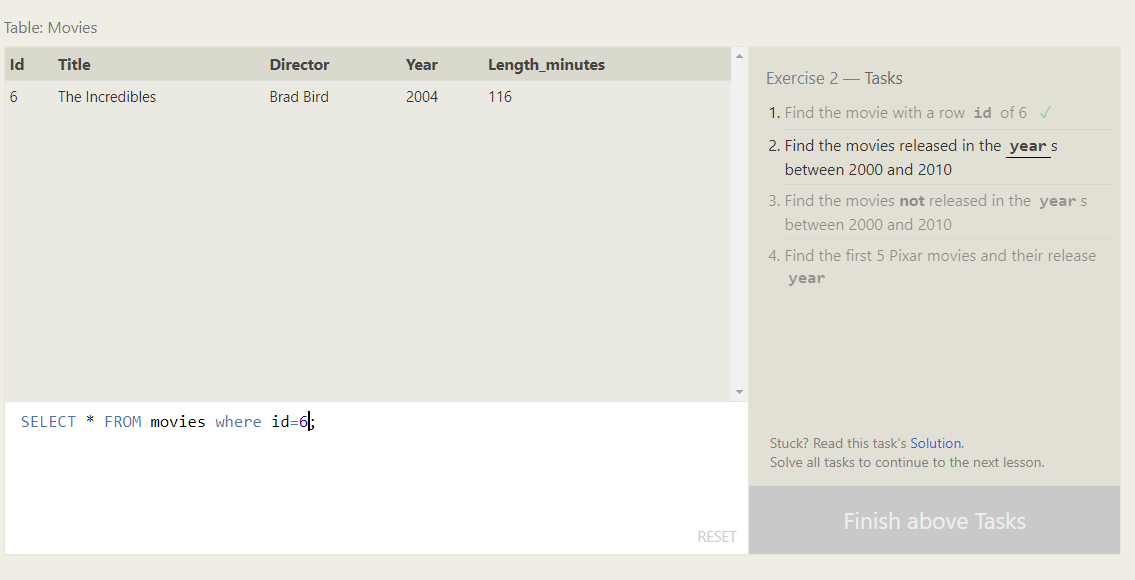 Table: Movies
Id Title Director Year Length_minutes
6 The Incredibles Brad Bird 2004 116
SELECT * FROM movies where id=6;
RESET
Exercise 2 — Tasks
1. Find the movie with a row id of 6 ✓
2. Find the movies released in the year s
between 2000 and 2010
3. Find the movies not released in the year s
between 2000 and 2010
4. Find the first 5 Pixar movies and their release
year
Stuck? Read this task's Solution.
Solve all tasks to continue to the next lesson.
Finish above Tasks